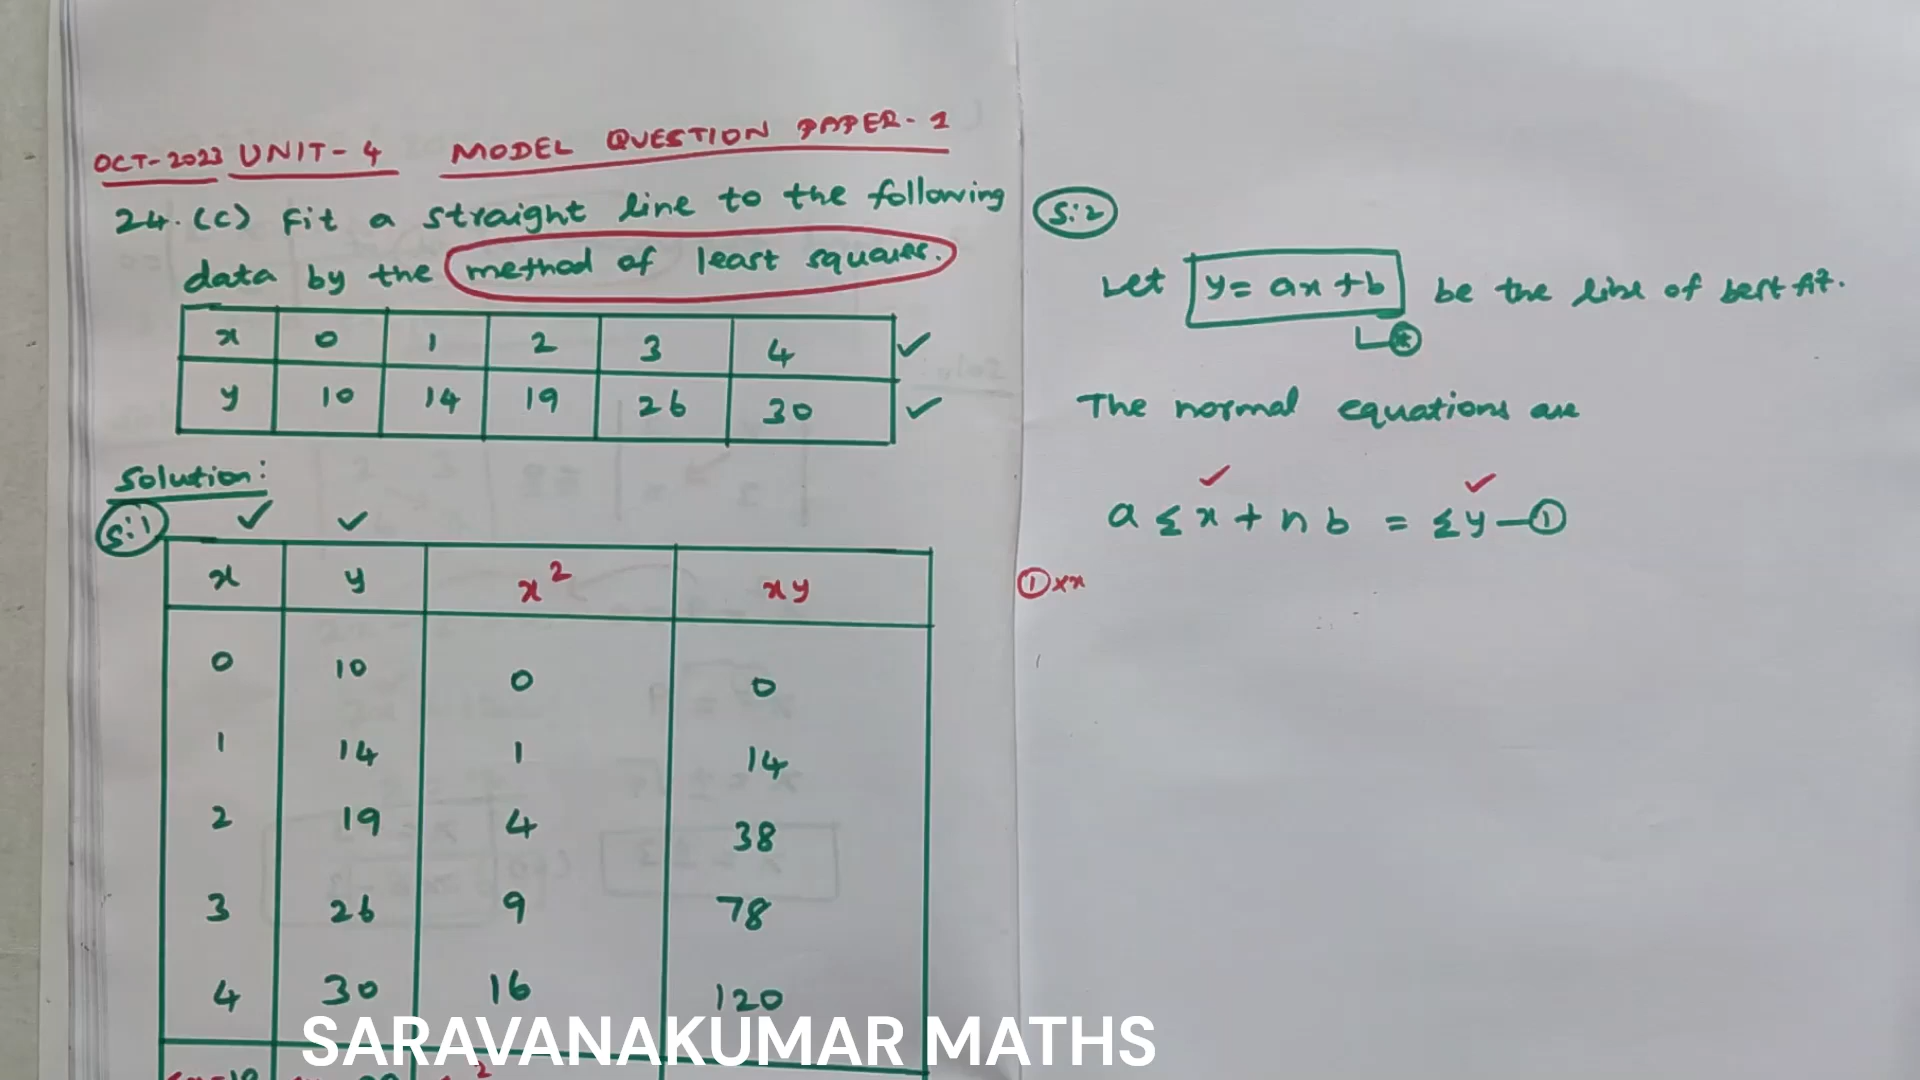 OCT-2023 UNIT-4 MODEL QUESTION PAPER-1
24.(c) Fit a straight line to the following
data by the method of least squares.
x 0 1 2 3 4
y 10 14 19 26 30
Solution:
S:1
x y x² xy
0 10 0 0
1 14 1 14
2 19 4 38
3 26 9 78
4 30 16 120
S:2
Let y = ax + b be the line of best fit.
*
The normal equations are
a Σ x + n b = Σ y — ①
① × x
SARAVANAKUMAR MATHS